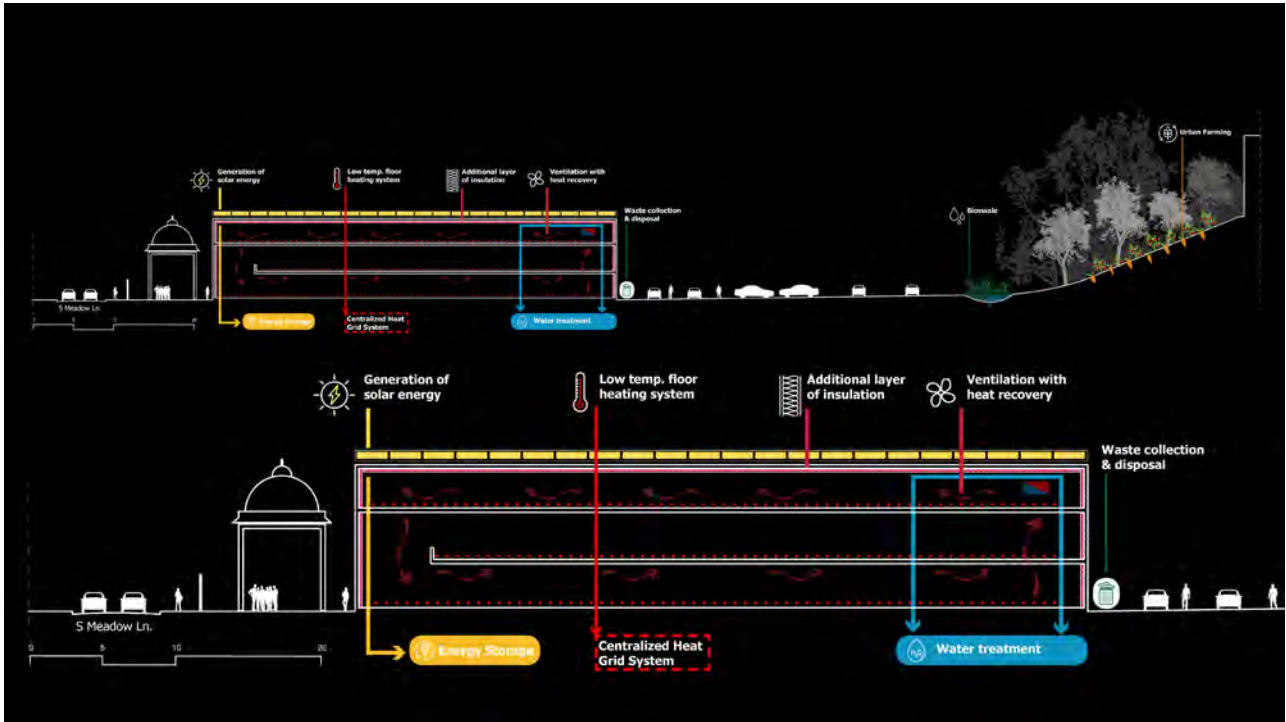 Urban Farming
Generation of
solar energy
Low temp. floor
heating system
Additional layer
of insulation
Ventilation with
heat recovery
Waste collection
& disposal
Bioswale
S Meadow Ln.
Energy Storage
Centralized Heat
Grid System
Water treatment
Generation of
solar energy
Low temp. floor
heating system
Additional layer
of insulation
Ventilation with
heat recovery
Waste collection
& disposal
S Meadow Ln.
0 5 10 20
Energy Storage
Centralized Heat
Grid System
H₂O
Water treatment